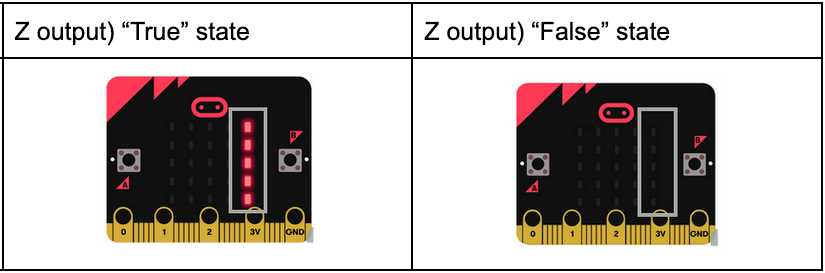 Z output) “True” state
Z output) “False” state
B
A
0 1 2 3V GND
B
A
0 1 2 3V GND